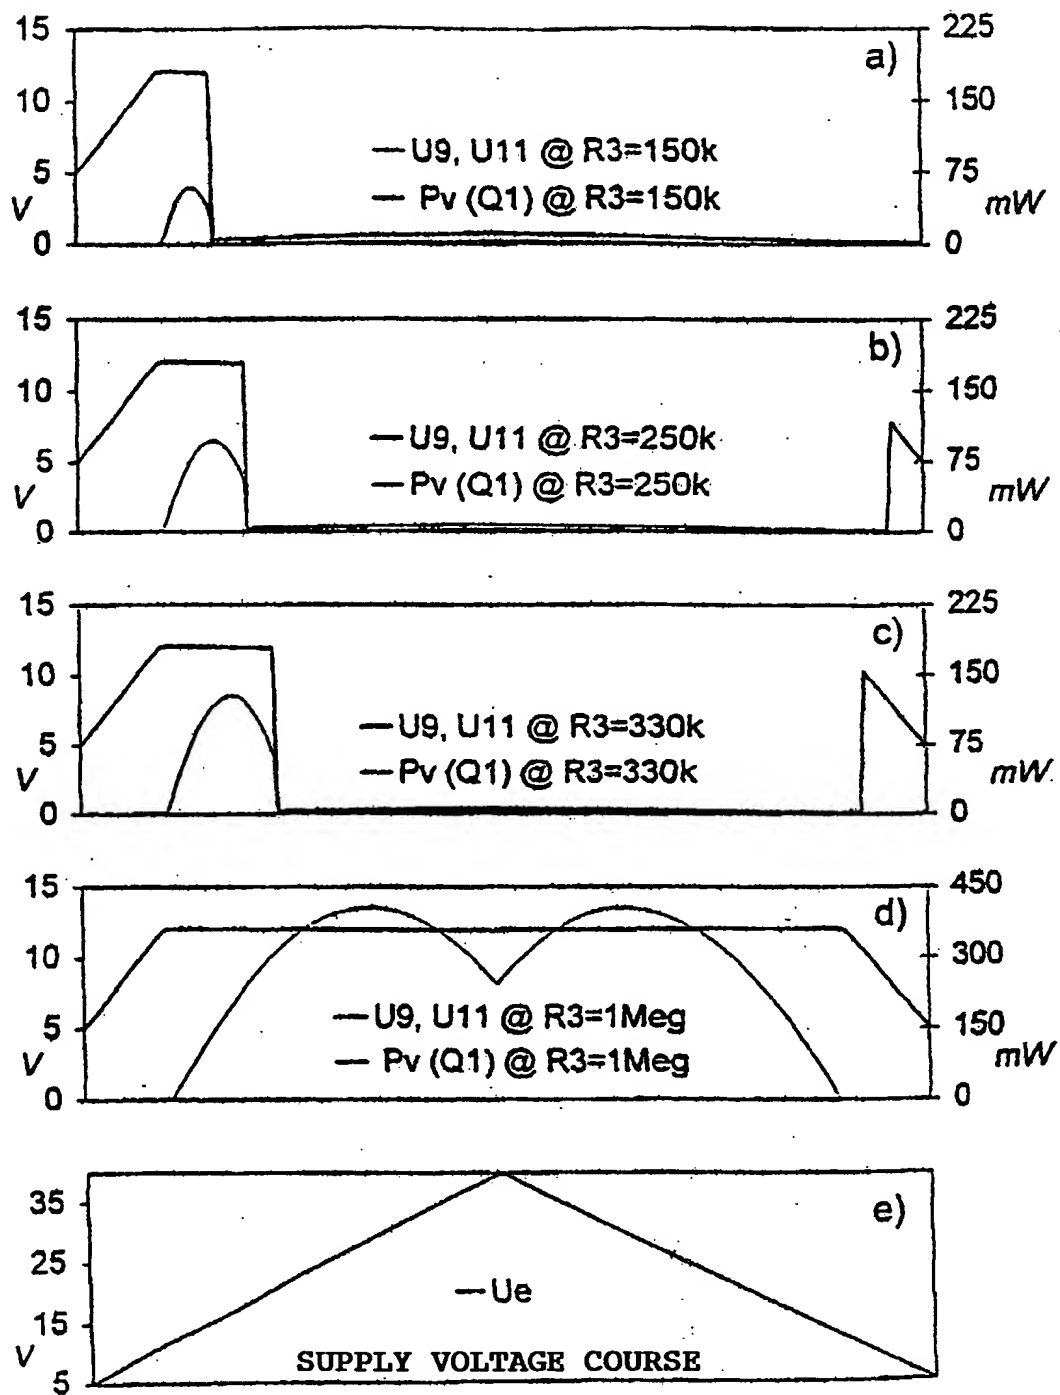 15
225
a)
10
150
U9, U11 @ R3=150k
5
75
V
Pv (Q1) @ R3=150k
mW
0
0
15
225
b)
10
150
U9, U11 @ R3=250k
5
75
V
Pv (Q1) @ R3=250k
mW
0
0
15
225
c)
10
150
U9, U11 @ R3=330k
5
75
V
Pv (Q1) @ R3=330k
mW
0
0
15
450
d)
10
300
U9, U11 @ R3=1Meg
5
150
V
Pv (Q1) @ R3=1Meg
mW
0
0
35
e)
25
Ue
15
V
SUPPLY VOLTAGE COURSE
5